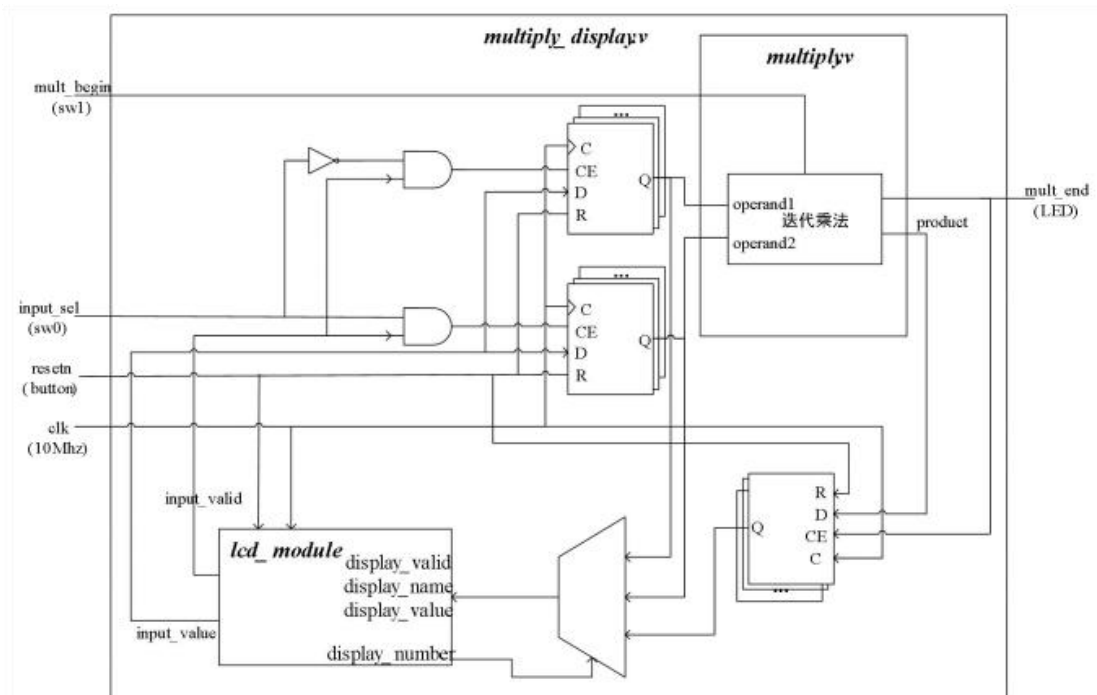 multiply_display.v
multiply.v
mult_begin
(sw1)
...
C
CE
D
R
Q
operand1
迭代乘法
operand2
mult_end
(LED)
product
...
input_sel
(sw0)
C
CE
D
R
Q
resetn
(button)
clk
(10Mhz)
input_valid
R
D
CE
C
Q
...
lcd_module
display_valid
display_name
display_value
input_value
display_number